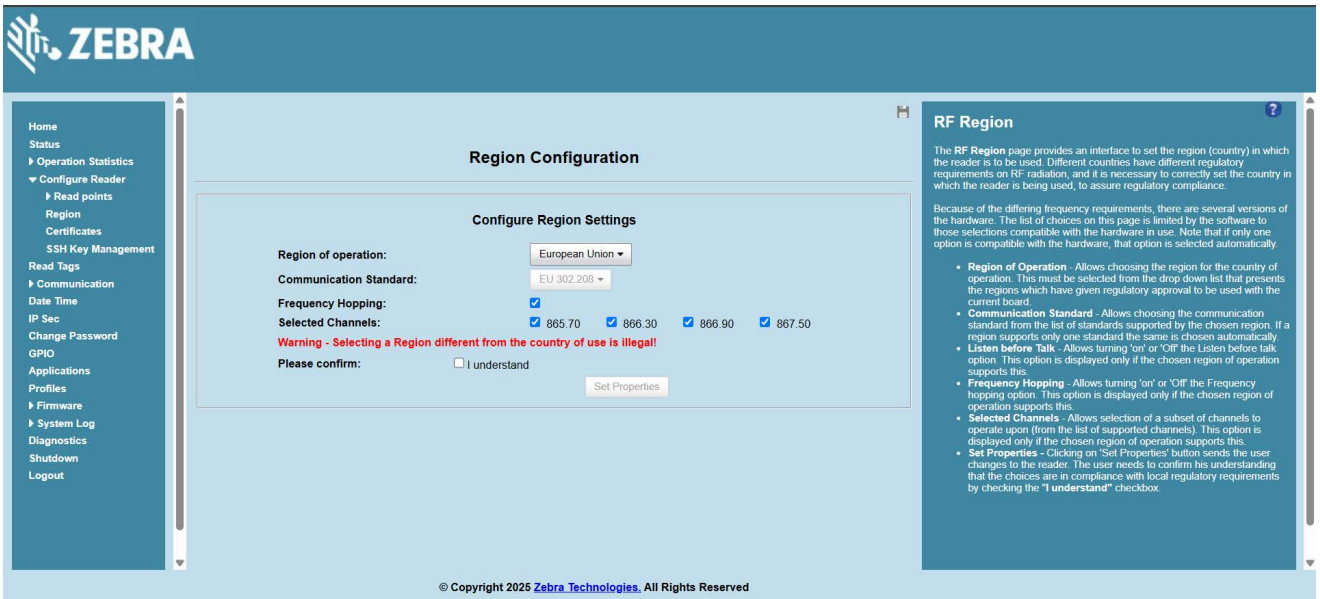 ZEBRA
Home
Status
Operation Statistics
Configure Reader
Read points
Region
Certificates
SSH Key Management
Read Tags
Communication
Date Time
IP Sec
Change Password
GPIO
Applications
Profiles
Firmware
System Log
Diagnostics
Shutdown
Logout
Region Configuration
Configure Region Settings
Region of operation: European Union
Communication Standard: EU 302.208
Frequency Hopping:
Selected Channels: 865.70 866.30 866.90 867.50
Warning - Selecting a Region different from the country of use is illegal!
Please confirm: I understand
Set Properties
?
RF Region
The RF Region page provides an interface to set the region (country) in which
the reader is to be used. Different countries have different regulatory
requirements on RF radiation, and it is necessary to correctly set the country in
which the reader is being used, to assure regulatory compliance.
Because of the differing frequency requirements, there are several versions of
the hardware. The list of choices on this page is limited by the software to
those selections compatible with the hardware in use. Note that if only one
option is compatible with the hardware, that option is selected automatically.
• Region of Operation - Allows choosing the region for the country of
operation. This must be selected from the drop down list that presents
the regions which have given regulatory approval to be used with the
current board.
• Communication Standard - Allows choosing the communication
standard from the list of standards supported by the chosen region. If a
region supports only one standard the same is chosen automatically.
• Listen before Talk - Allows turning 'on' or 'Off' the Listen before talk
option. This option is displayed only if the chosen region of operation
supports this.
• Frequency Hopping - Allows turning 'on' or 'Off' the Frequency
hopping option. This option is displayed only if the chosen region of
operation supports this.
• Selected Channels - Allows selection of a subset of channels to
operate upon (from the list of supported channels). This option is
displayed only if the chosen region of operation supports this.
• Set Properties - Clicking on 'Set Properties' button sends the user
changes to the reader. The user needs to confirm his understanding
that the choices are in compliance with local regulatory requirements
by checking the "I understand" checkbox.
© Copyright 2025 Zebra Technologies. All Rights Reserved